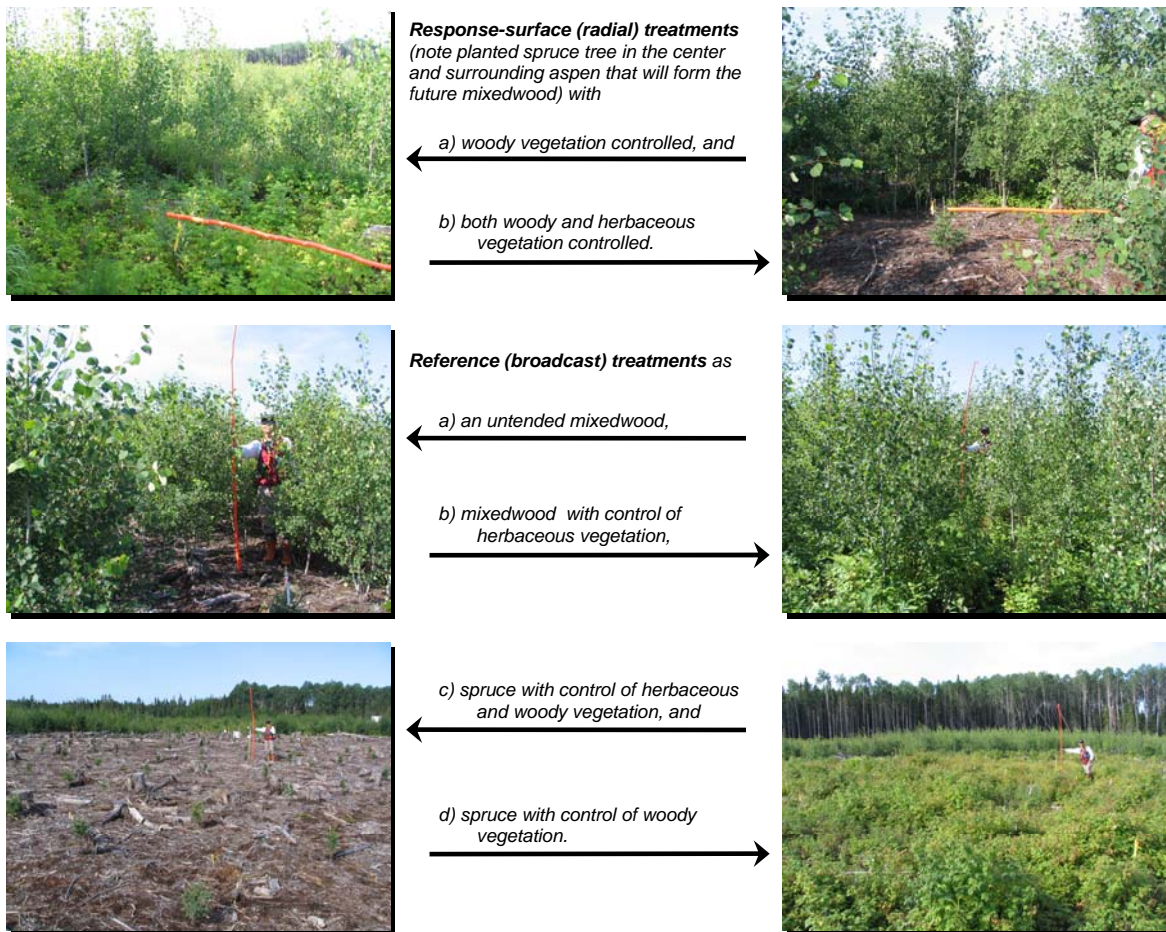 Response-surface (radial) treatments
(note planted spruce tree in the center
and surrounding aspen that will form the
future mixedwood) with
a) woody vegetation controlled, and
b) both woody and herbaceous
vegetation controlled.
Reference (broadcast) treatments as
a) an untended mixedwood,
b) mixedwood with control of
herbaceous vegetation,
c) spruce with control of herbaceous
and woody vegetation, and
d) spruce with control of woody
vegetation.